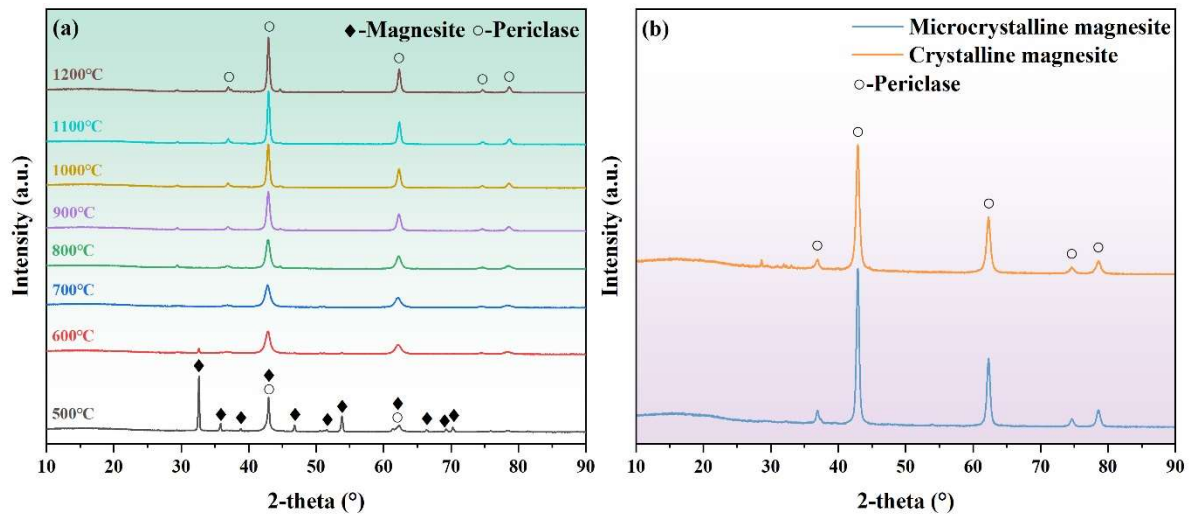 (a)
◆-Magnesite ○-Periclase
1200°C
1100°C
1000°C
900°C
800°C
700°C
600°C
500°C
Intensity (a.u.)
10 20 30 40 50 60 70 80 90
2-theta (°)
(b)
Microcrystalline magnesite
Crystalline magnesite
○-Periclase
Intensity (a.u.)
10 20 30 40 50 60 70 80 90
2-theta (°)